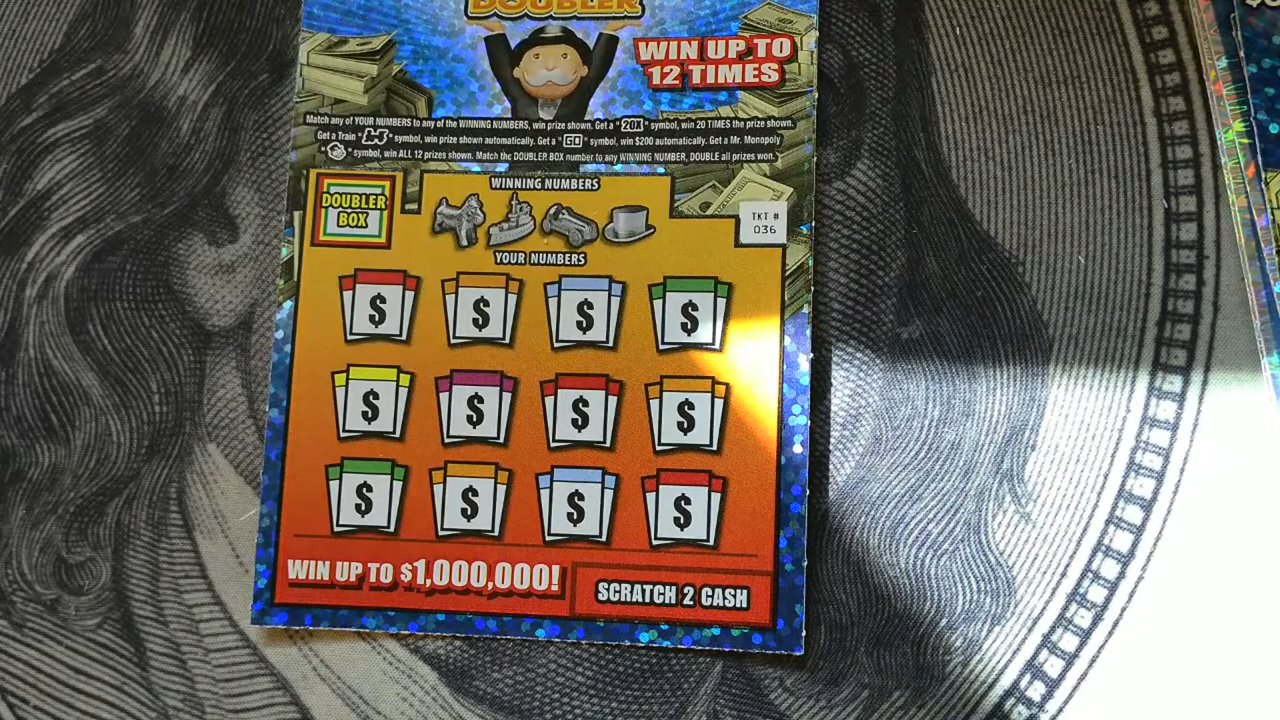 DOUBLER
WIN UP TO
12 TIMES
Match any of YOUR NUMBERS to any of the WINNING NUMBERS, win prize shown. Get a "20X" symbol, win 20 TIMES the prize shown.
Get a Train " " symbol, win prize shown automatically. Get a "GO" symbol, win $200 automatically. Get a Mr. Monopoly
" " symbol, win ALL 12 prizes shown. Match the DOUBLER BOX number to any WINNING NUMBER, DOUBLE all prizes won.
WINNING NUMBERS
DOUBLER
BOX
TKT #
036
YOUR NUMBERS
$ $ $ $
$ $ $ $
$ $ $ $
WIN UP TO $1,000,000!
SCRATCH 2 CASH